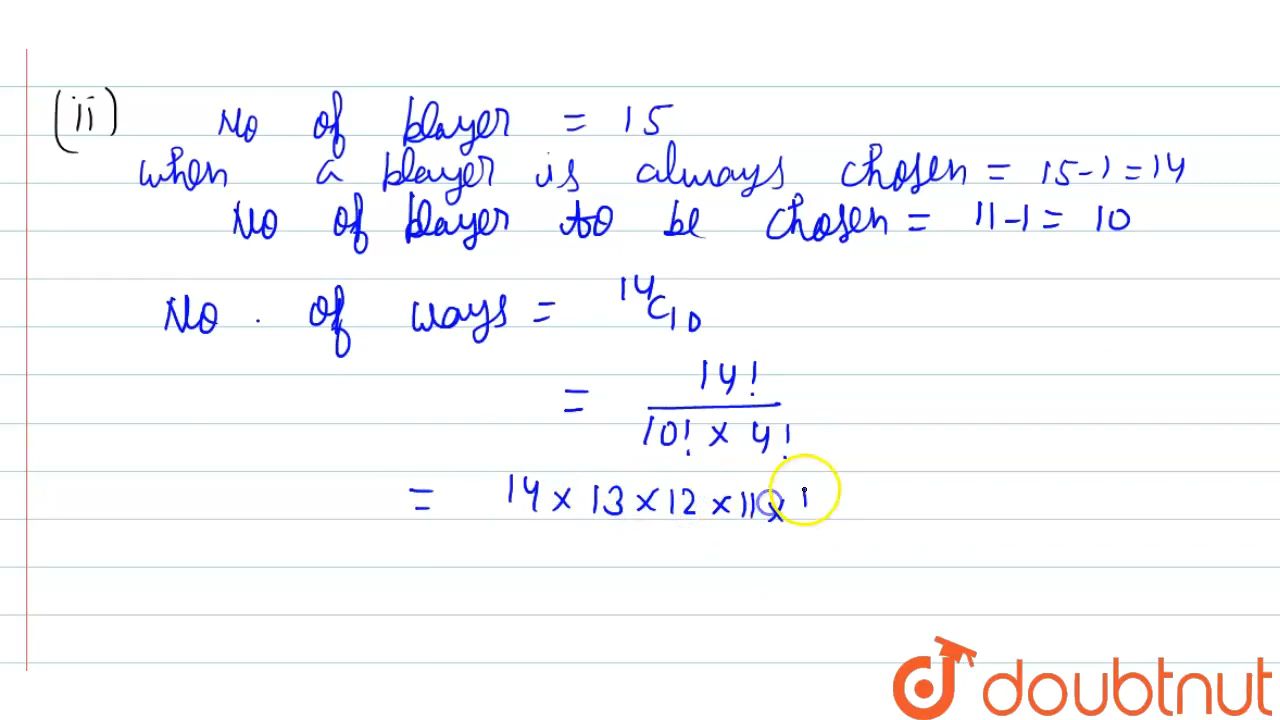 (ii) No of player = 15
when a player is always chosen = 15-1=14
No of player to be chosen = 11-1 = 10
No. of ways = ¹⁴C₁₀
= 14!
10! × 4!
= 14 × 13 × 12 × 11 × 1
doubtnut